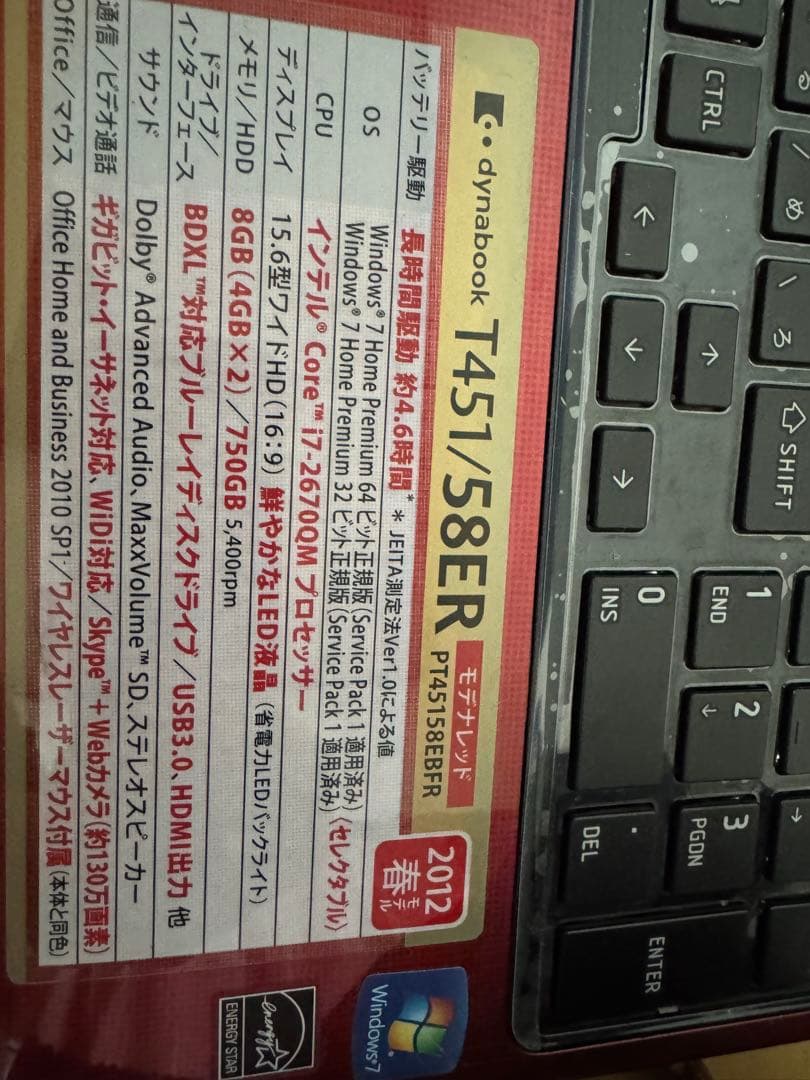 dynabook T451/58ER モデナレッド PT45158EBFR
2012 春モデル
バッテリー駆動 長時間駆動 約4.6時間* * JEITA測定法Ver1.0による値
OS Windows® 7 Home Premium 64 ビット正規版(Service Pack 1 適用済み)
Windows® 7 Home Premium 32 ビット正規版(Service Pack 1 適用済み) (セレクタブル)
CPU インテル® Core™ i7-2670QM プロセッサー
ディスプレイ 15.6型ワイドHD(16:9) 鮮やかなLED液晶 (省電力LEDバックライト)
メモリ/HDD 8GB(4GB×2)/750GB 5,400rpm
ドライブ/
インターフェース BDXL™対応ブルーレイディスクドライブ/USB3.0、HDMI出力 他
サウンド Dolby® Advanced Audio、MaxxVolume™ SD、ステレオスピーカー
通信/ビデオ通話 ギガビット・イーサネット対応、WiDi対応/Skype™+Webカメラ(約130万画素)
Office/マウス Office Home and Business 2010 SP1/ワイヤレスレーザーマウス付属(本体と同色)
Windows®7
energy
ENERGY STAR
る
CTRL
め
ろ
SHIFT
←
↓
↑
→
0
INS
1
END
2
↓
3
PGDN
→
.
DEL
ENTER